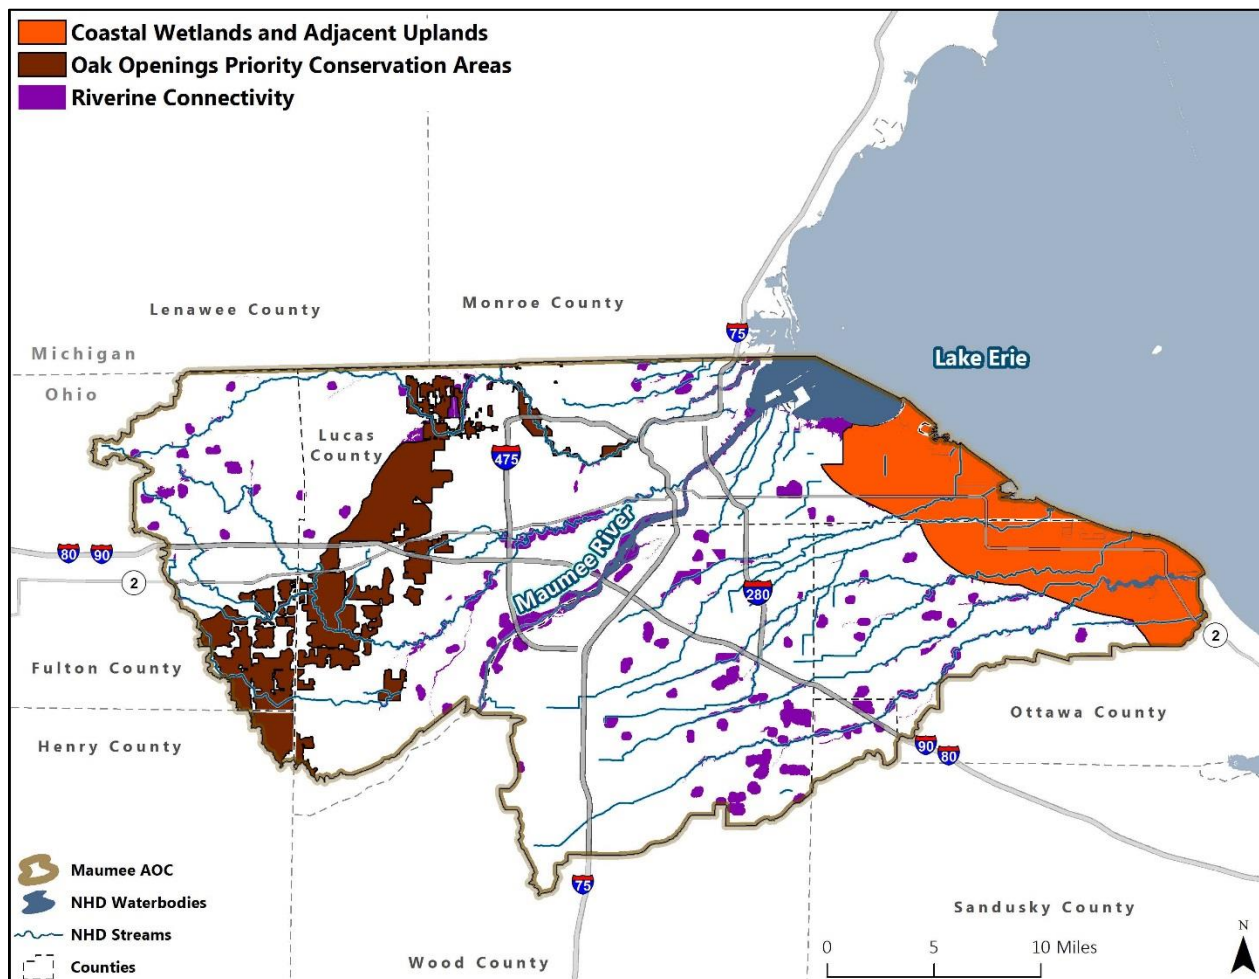 Coastal Wetlands and Adjacent Uplands
Oak Openings Priority Conservation Areas
Riverine Connectivity
Lenawee County
Monroe County
75
Michigan
Ohio
Lake Erie
Lucas
County
475
80 90
2
Maumee River
280
2
Fulton County
Henry County
Ottawa County
90
80
Maumee AOC
NHD Waterbodies
NHD Streams
Counties
75
Wood County
Sandusky County
0 5 10 Miles
N